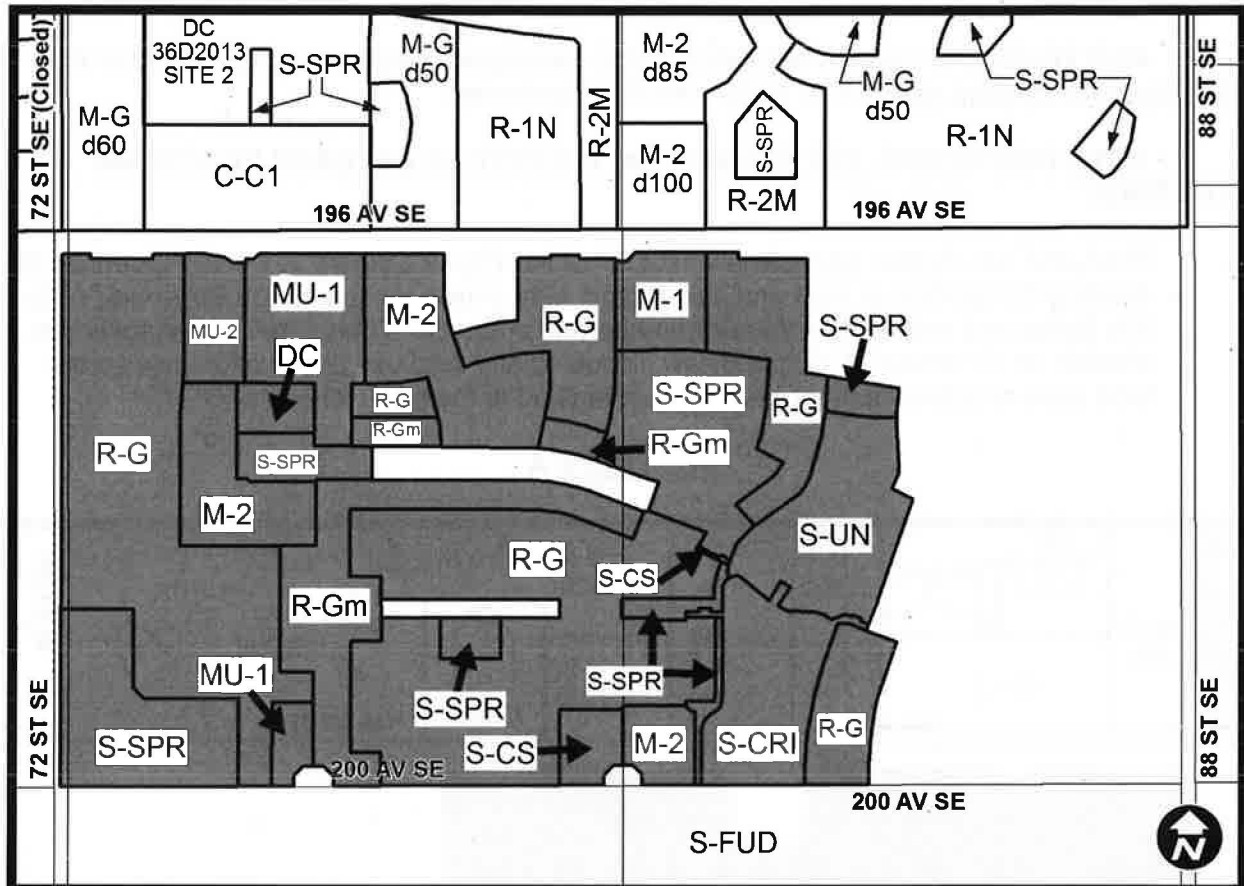 72 ST SE (Closed)
M-G
d60
DC
36D2013
SITE 2
S-SPR
C-C1
M-G
d50
R-1N
R-2M
196 AV SE
M-2
d85
M-2
d100
S-SPR
R-2M
M-G
d50
S-SPR
R-1N
196 AV SE
88 ST SE
MU-2
MU-1
M-2
R-G
M-1
S-SPR
DC
R-G
R-Gm
S-SPR
R-G
R-G
S-SPR
R-Gm
M-2
S-UN
R-G
S-CS
R-Gm
MU-1
S-SPR
S-SPR
S-SPR
S-CS
M-2
S-CRI
R-G
72 ST SE
200 AV SE
200 AV SE
88 ST SE
S-FUD
N